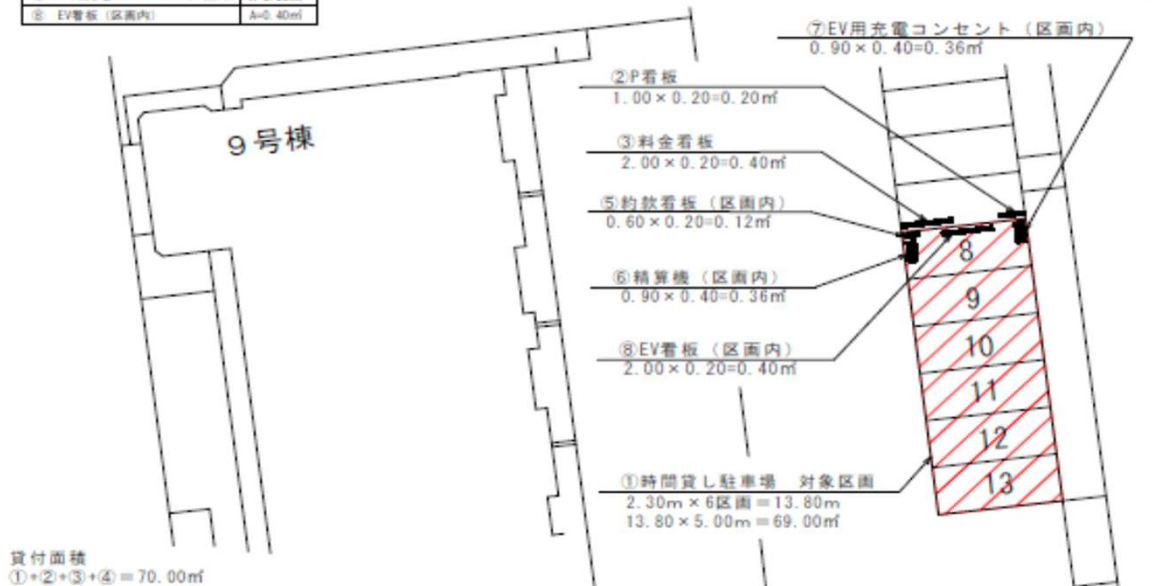 ⑧ EV看板（区画内） A=0.40㎡
⑦EV用充電コンセント（区画内）
0.90×0.40=0.36㎡
②P看板
1.00×0.20=0.20㎡
9号棟
③料金看板
2.00×0.20=0.40㎡
⑤約款看板（区画内）
0.60×0.20=0.12㎡
⑥精算機（区画内）
0.90×0.40=0.36㎡
⑧EV看板（区画内）
2.00×0.20=0.40㎡
8
9
10
11
12
13
①時間貸し駐車場 対象区画
2.30m×6区画＝13.80m
13.80×5.00m＝69.00㎡
貸付面積
①+②+③+④＝70.00㎡